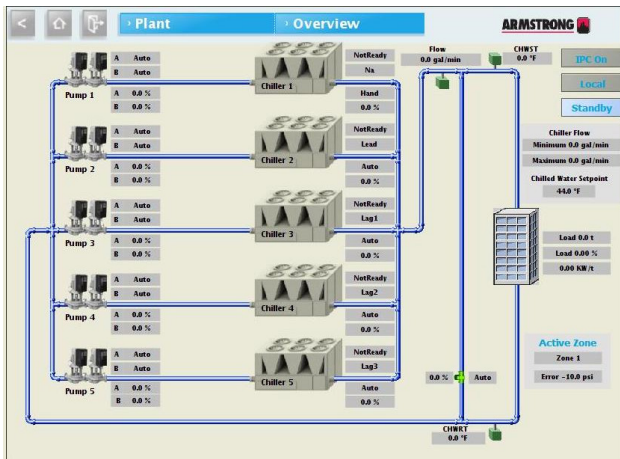 <
› Plant
› Overview
ARMSTRONG
Flow
0.0 gal/min
CHWST
0.0 °F
IPC On
Local
Standby
A Auto
B Auto
Pump 1
A 0.0 %
B 0.0 %
Chiller 1
NotReady
Na
Hand
0.0 %
A Auto
B Auto
Pump 2
A 0.0 %
B 0.0 %
Chiller 2
NotReady
Lead
Auto
0.0 %
A Auto
B Auto
Pump 3
A 0.0 %
B 0.0 %
Chiller 3
NotReady
Lag1
Auto
0.0 %
A Auto
B Auto
Pump 4
A 0.0 %
B 0.0 %
Chiller 4
NotReady
Lag2
Auto
0.0 %
A Auto
B Auto
Pump 5
A 0.0 %
B 0.0 %
Chiller 5
NotReady
Lag3
Auto
0.0 %
Chiller Flow
Minimum 0.0 gal/min
Maximum 0.0 gal/min
Chilled Water Setpoint
44.0 °F
Load 0.0 t
Load 0.00 %
0.00 KW/t
Active Zone
Zone 1
Error -10.0 psi
0.0 %
Auto
CHWRT
0.0 °F